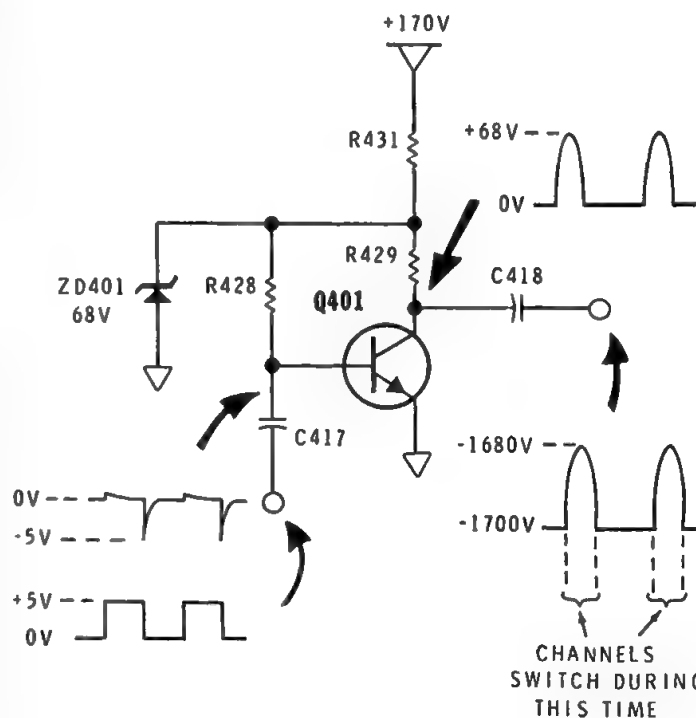 +170V
R431
+68V
0V
R429
C418
ZD401
68V
R428
Q401
C417
-1680V
0V
-5V
-1700V
+5V
0V
CHANNELS
SWITCH DURING
THIS TIME